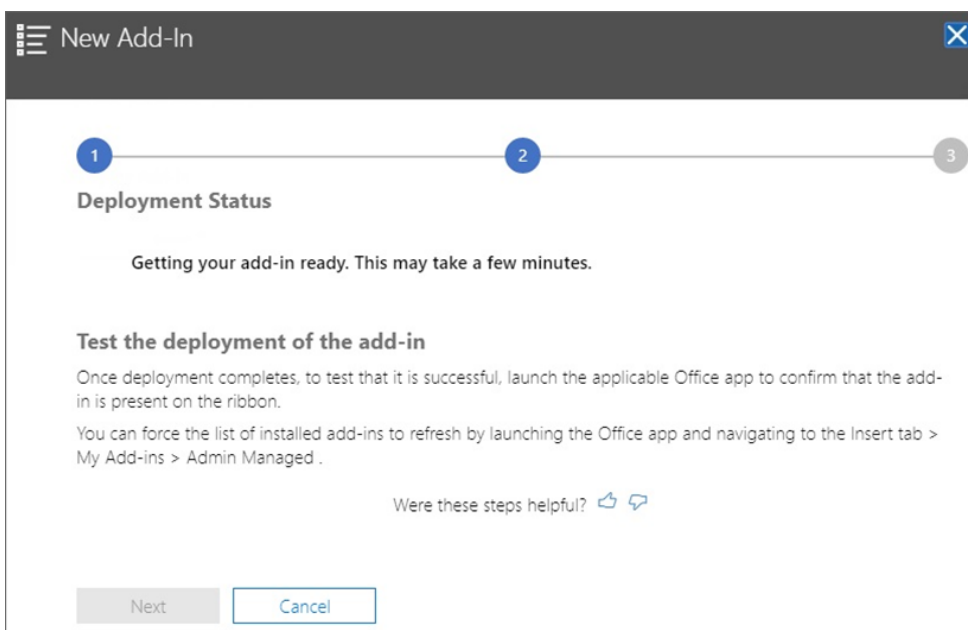 New Add-In
1
2
3
Deployment Status
Getting your add-in ready. This may take a few minutes.
Test the deployment of the add-in
Once deployment completes, to test that it is successful, launch the applicable Office app to confirm that the add-
in is present on the ribbon.
You can force the list of installed add-ins to refresh by launching the Office app and navigating to the Insert tab >
My Add-ins > Admin Managed .
Were these steps helpful?
Next
Cancel